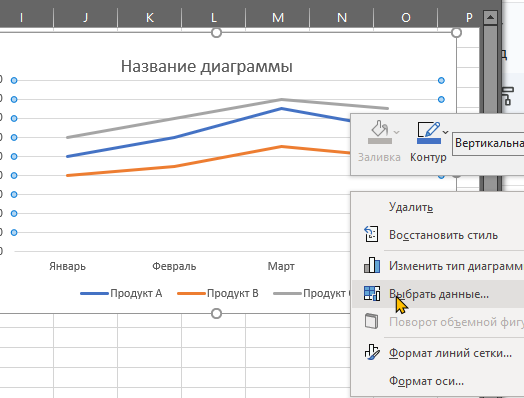 I J K L M N O P
Название диаграммы
Заливка Контур Вертикальна
Удалить
Восстановить стиль
Январь Февраль Март
Изменить тип диаграмм
Продукт A Продукт B Продукт
Выбрать данные...
Поворот объемной фигу
Формат линий сетки...
Формат оси...